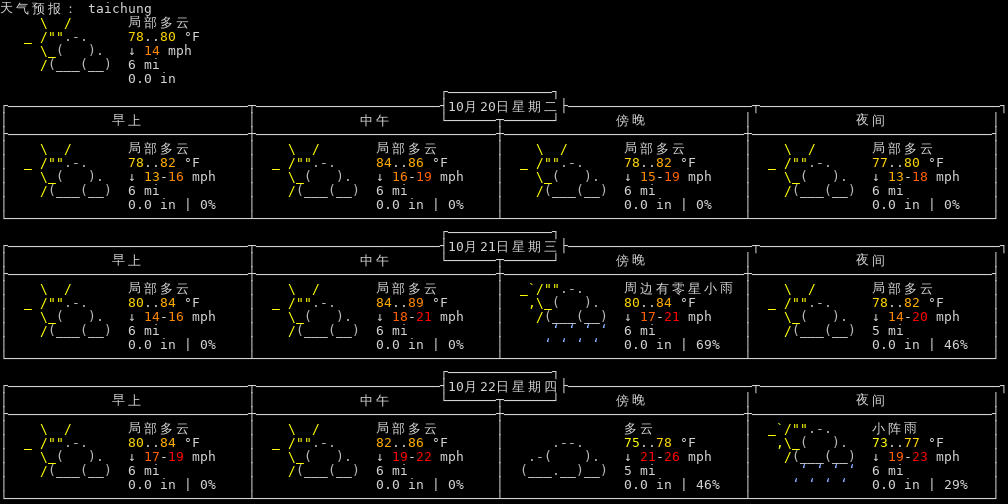 天气预报： taichung
局部多云
78..80 °F
↓ 14 mph
6 mi
0.0 in
10月20日星期二
早上 中午 傍晚 夜间
局部多云 局部多云 局部多云 局部多云
78..82 °F 84..86 °F 78..82 °F 77..80 °F
↓ 13-16 mph ↓ 16-19 mph ↓ 15-19 mph ↓ 13-18 mph
6 mi 6 mi 6 mi 6 mi
0.0 in | 0% 0.0 in | 0% 0.0 in | 0% 0.0 in | 0%
10月21日星期三
早上 中午 傍晚 夜间
局部多云 局部多云 周边有零星小雨 局部多云
80..84 °F 84..89 °F 80..84 °F 78..82 °F
↓ 14-16 mph ↓ 18-21 mph ↓ 17-21 mph ↓ 14-20 mph
6 mi 6 mi 6 mi 5 mi
0.0 in | 0% 0.0 in | 0% 0.0 in | 69% 0.0 in | 46%
10月22日星期四
早上 中午 傍晚 夜间
局部多云 局部多云 多云 小阵雨
80..84 °F 82..86 °F 75..78 °F 73..77 °F
↓ 17-19 mph ↓ 19-22 mph ↓ 21-26 mph ↓ 19-23 mph
6 mi 6 mi 5 mi 6 mi
0.0 in | 0% 0.0 in | 0% 0.0 in | 46% 0.0 in | 29%